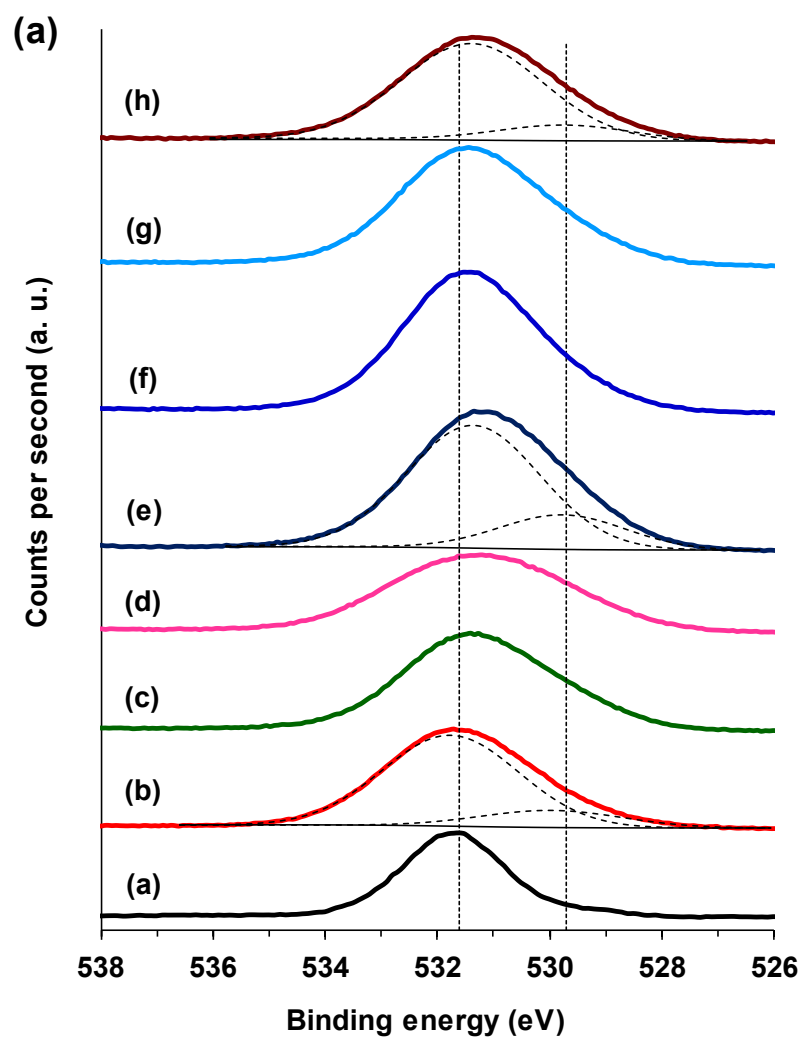 (a)
(h)
(g)
(f)
(e)
(d)
(c)
(b)
(a)
Counts per second (a. u.)
538 536 534 532 530 528 526
Binding energy (eV)